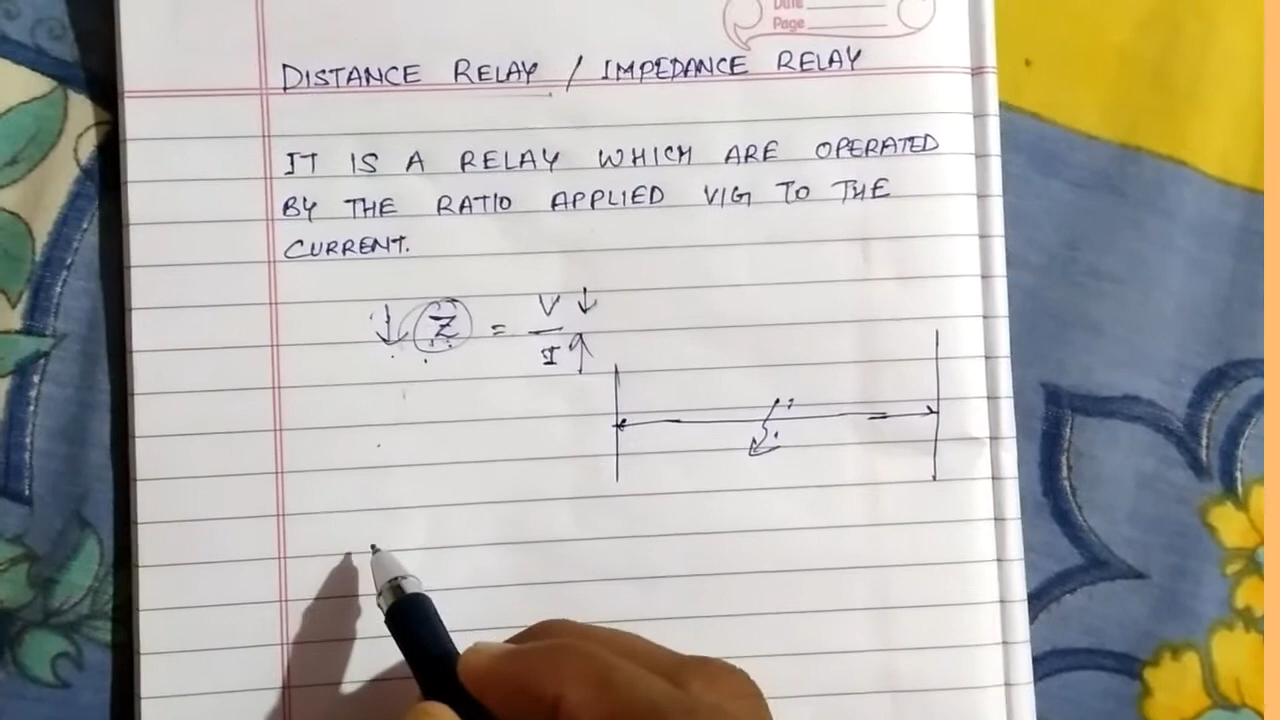 Date
Page
DISTANCE RELAY / IMPEDANCE RELAY
IT IS A RELAY WHICH ARE OPERATED
BY THE RATIO APPLIED V/G TO THE
CURRENT.
↓ Z = V ↓
I ↑